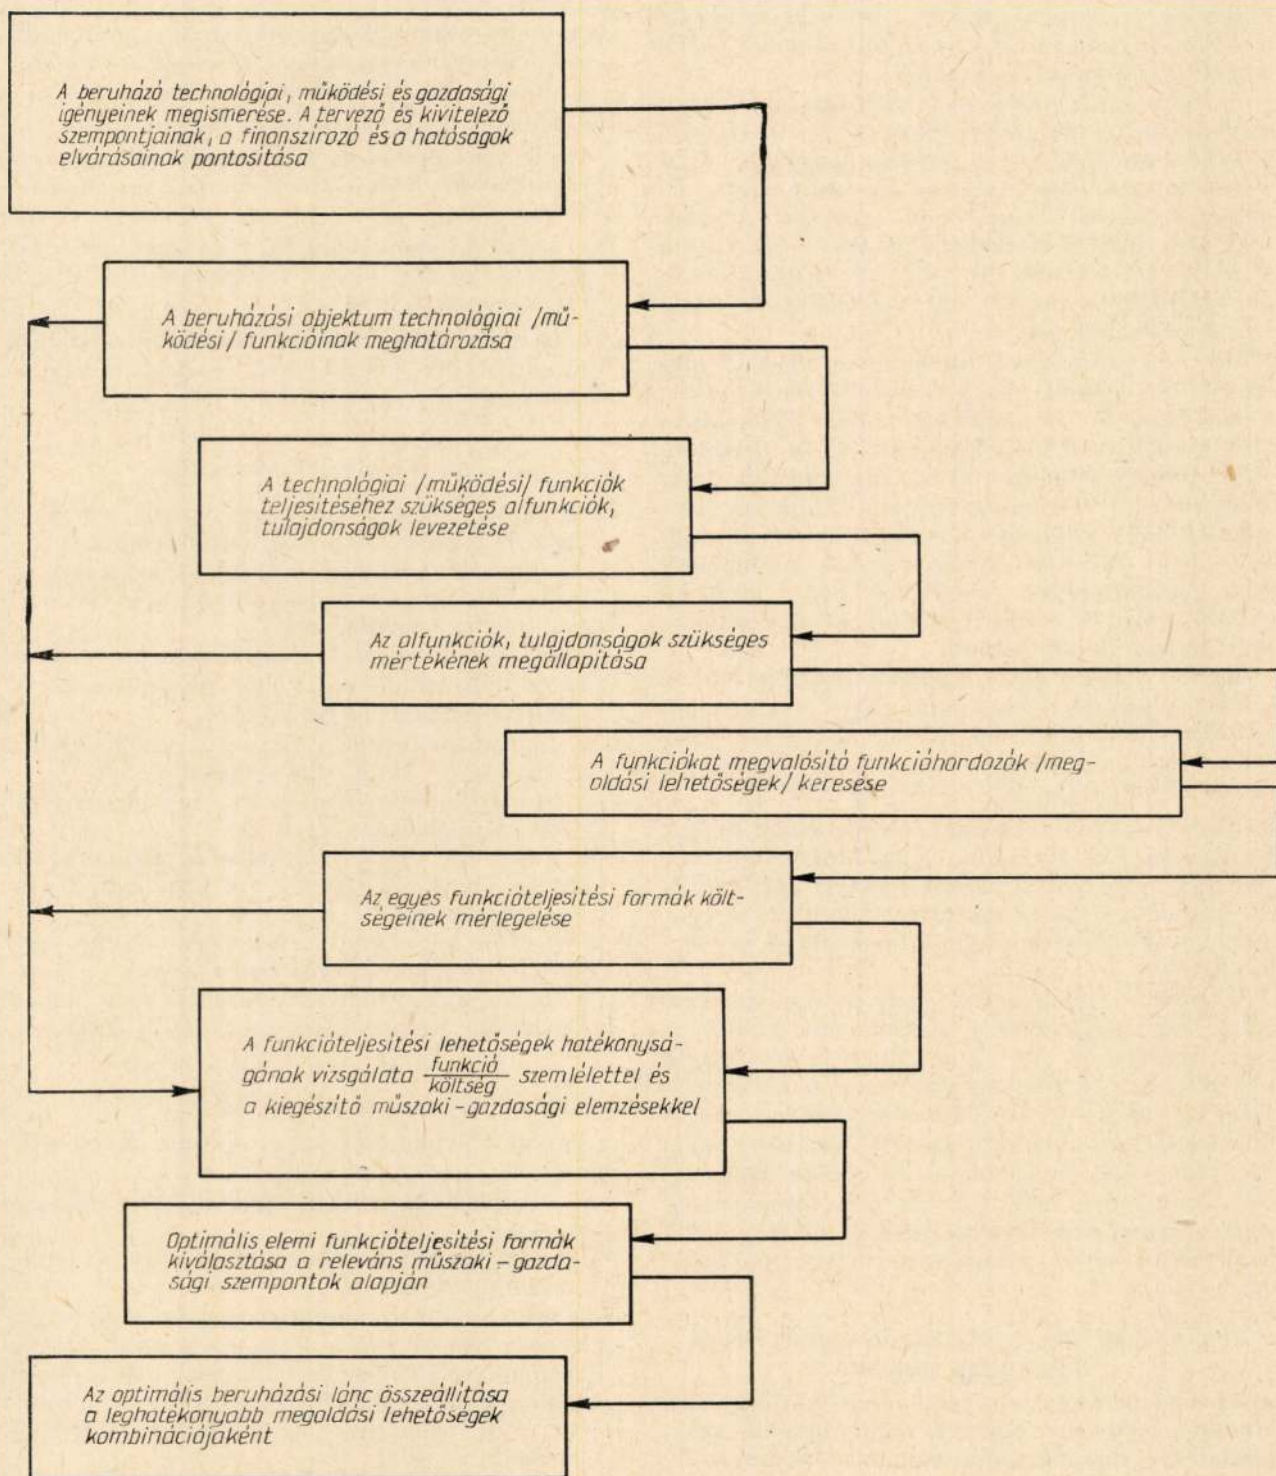 A beruházó technológiai, működési és gazdasági
igényeinek megismerése. A tervező és kivitelező
szempontjainak, a finanszírozó és a hatóságok
elvárásainak pontosítása
A beruházási objektum technológiai /mű-
ködési/ funkcióinak meghatározása
A technológiai /működési/ funkciók
teljesítéséhez szükséges alfunkciók,
tulajdonságok levezetése
Az alfunkciók, tulajdonságok szükséges
mértékének megállapítása
A funkciókat megvalósító funkcióhordozók /meg-
oldási lehetőségek/ keresése
Az egyes funkcióteljesítési formák költ-
ségeinek mérlegelése
A funkcióteljesítési lehetőségek hatékonysá-
gának vizsgálata funkció/költség szemlélettel és
a kiegészítő műszaki-gazdasági elemzésekkel
Optimális elemi funkcióteljesítési formák
kiválasztása a releváns műszaki-gazda-
sági szempontok alapján
Az optimális beruházási lánc összeállítása
a leghatékonyabb megoldási lehetőségek
kombinációjaként